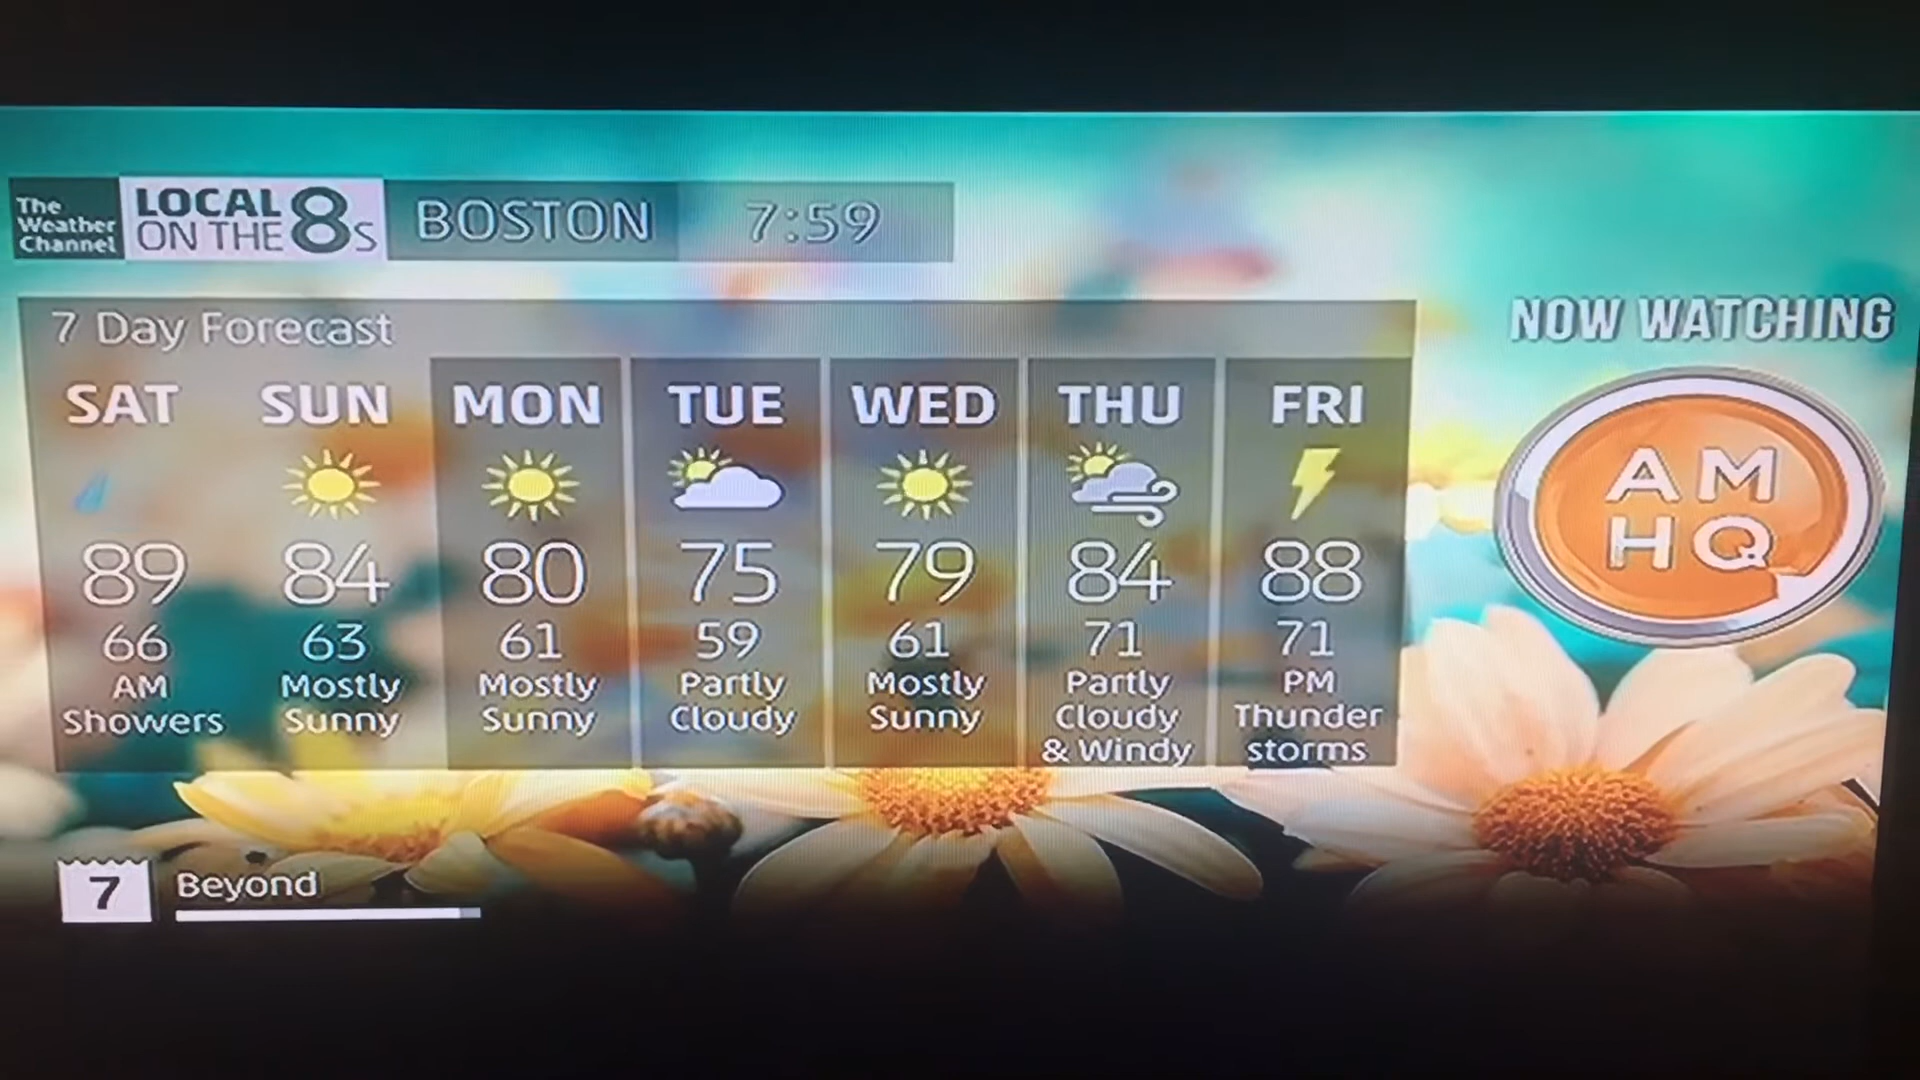 The
Weather
Channel
LOCAL
ON THE 8s
BOSTON
7:59
7 Day Forecast
NOW WATCHING
SAT SUN MON TUE WED THU FRI
89 84 80 75 79 84 88
66 63 61 59 61 71 71
AM Mostly Mostly Partly Mostly Partly PM
Showers Sunny Sunny Cloudy Sunny Cloudy Thunder
& Windy storms
AM
HQ
7
Beyond